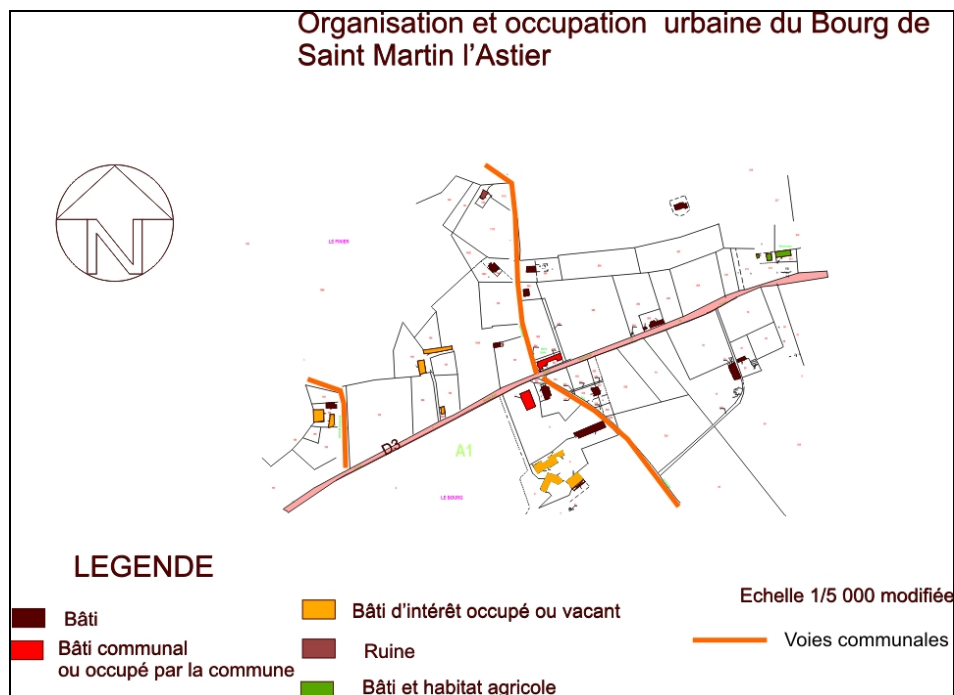 Organisation et occupation urbaine du Bourg de
Saint Martin l'Astier
N
LE BOURG
D3
A1
LEGENDE
Bâti
Bâti communal
ou occupé par la commune
Bâti d'intérêt occupé ou vacant
Ruine
Bâti et habitat agricole
Echelle 1/5 000 modifiée
Voies communales